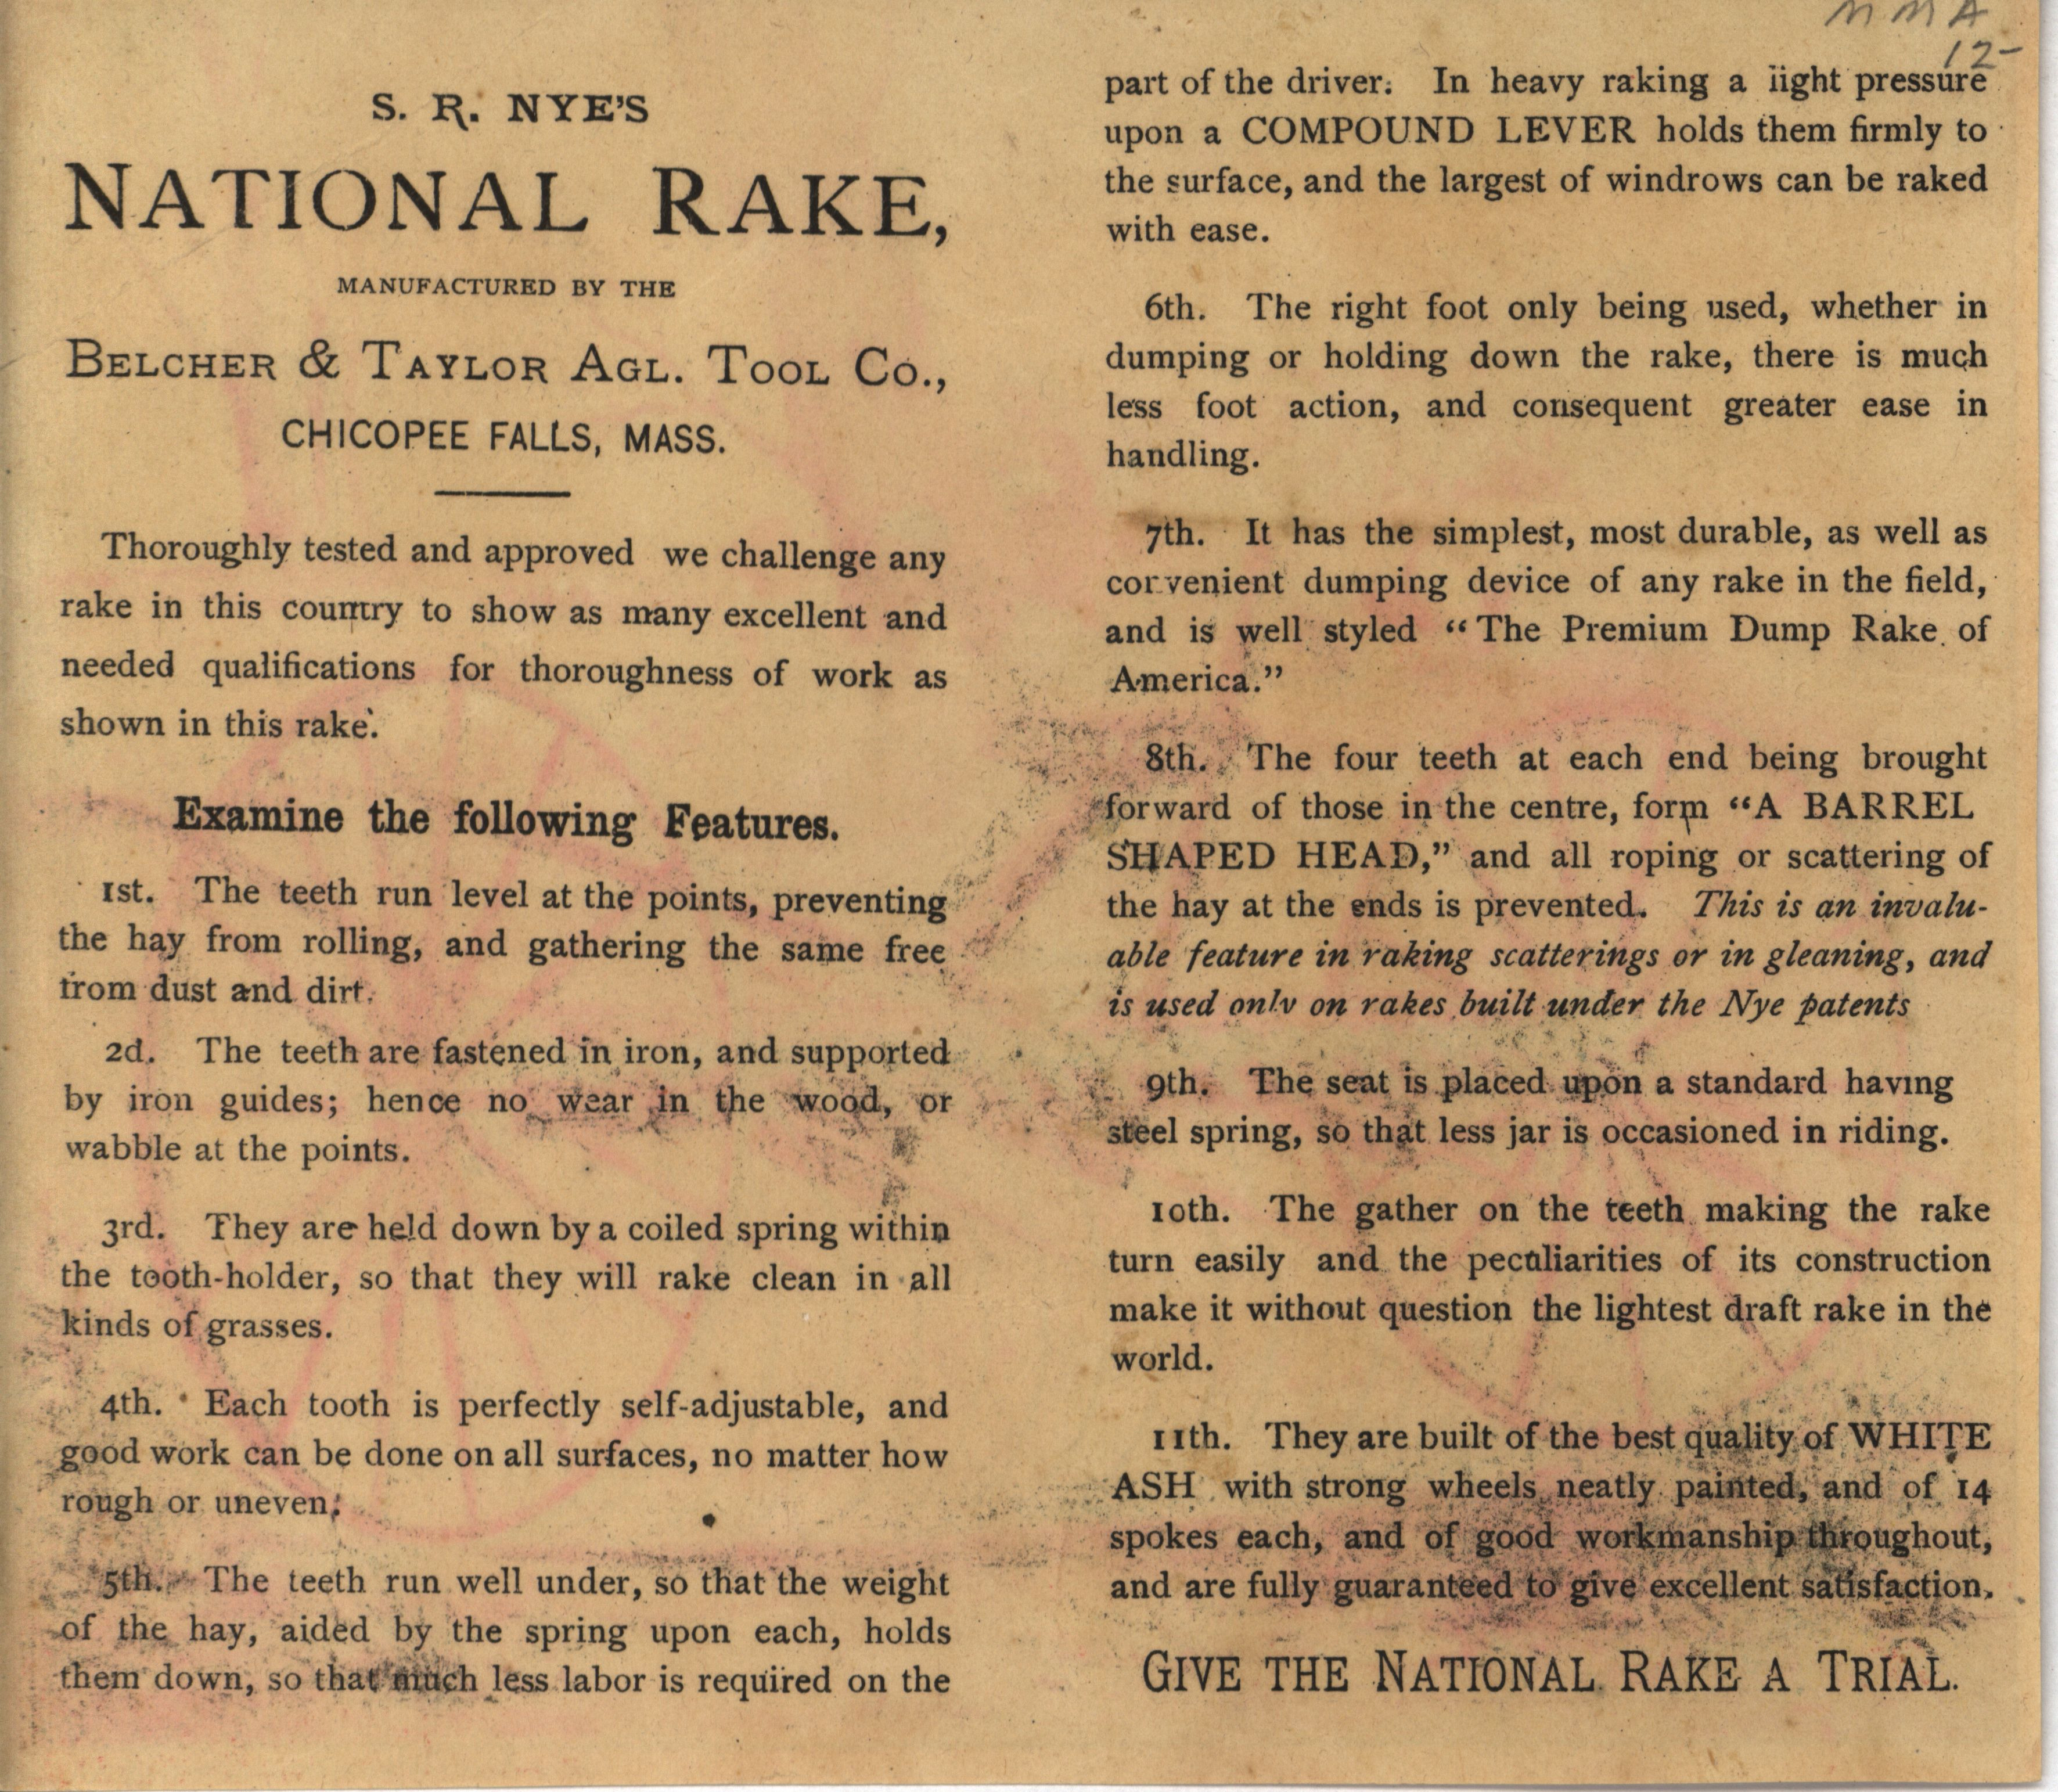 S. R. NYE'S
NATIONAL RAKE,
MANUFACTURED BY THE
BELCHER & TAYLOR AGL. TOOL CO.,
CHICOPEE FALLS, MASS.
Thoroughly tested and approved we challenge any
rake in this country to show as many excellent and
needed qualifications for thoroughness of work as
shown in this rake.
Examine the following Features.
1st. The teeth run level at the points, preventing
the hay from rolling, and gathering the same free
from dust and dirt.
2d. The teeth are fastened in iron, and supported
by iron guides; hence no wear in the wood, or
wabble at the points.
3rd. They are held down by a coiled spring within
the tooth-holder, so that they will rake clean in all
kinds of grasses.
4th. Each tooth is perfectly self-adjustable, and
good work can be done on all surfaces, no matter how
rough or uneven.
5th. The teeth run well under, so that the weight
of the hay, aided by the spring upon each, holds
them down, so that much less labor is required on the
MMA
12-
part of the driver. In heavy raking a light pressure
upon a COMPOUND LEVER holds them firmly to
the surface, and the largest of windrows can be raked
with ease.
6th. The right foot only being used, whether in
dumping or holding down the rake, there is much
less foot action, and consequent greater ease in
handling.
7th. It has the simplest, most durable, as well as
convenient dumping device of any rake in the field,
and is well styled "The Premium Dump Rake of
America."
8th. The four teeth at each end being brought
forward of those in the centre, form "A BARREL
SHAPED HEAD," and all roping or scattering of
the hay at the ends is prevented. This is an invalu-
able feature in raking scatterings or in gleaning, and
is used only on rakes built under the Nye patents
9th. The seat is placed upon a standard having
steel spring, so that less jar is occasioned in riding.
10th. The gather on the teeth making the rake
turn easily and the peculiarities of its construction
make it without question the lightest draft rake in the
world.
11th. They are built of the best quality of WHITE
ASH with strong wheels neatly painted, and of 14
spokes each, and of good workmanship throughout,
and are fully guaranteed to give excellent satisfaction.
GIVE THE NATIONAL RAKE A TRIAL.